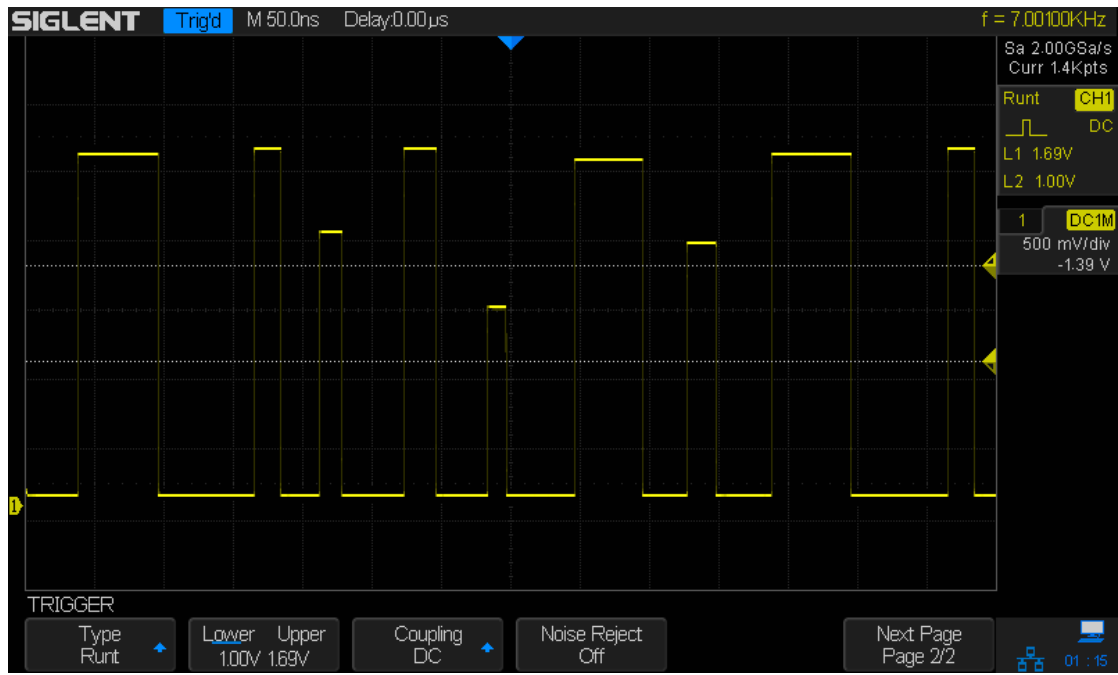 SIGLENT Trig'd M 50.0ns Delay:0.00µs f = 7.00100KHz
Sa 2.00GSa/s
Curr 1.4Kpts
Runt CH1
DC
L1 1.69V
L2 1.00V
1 DC1M
500 mV/div
-1.39 V
1
TRIGGER
Type
Runt
Lower Upper
1.00V 1.69V
Coupling
DC
Noise Reject
Off
Next Page
Page 2/2
01 : 15